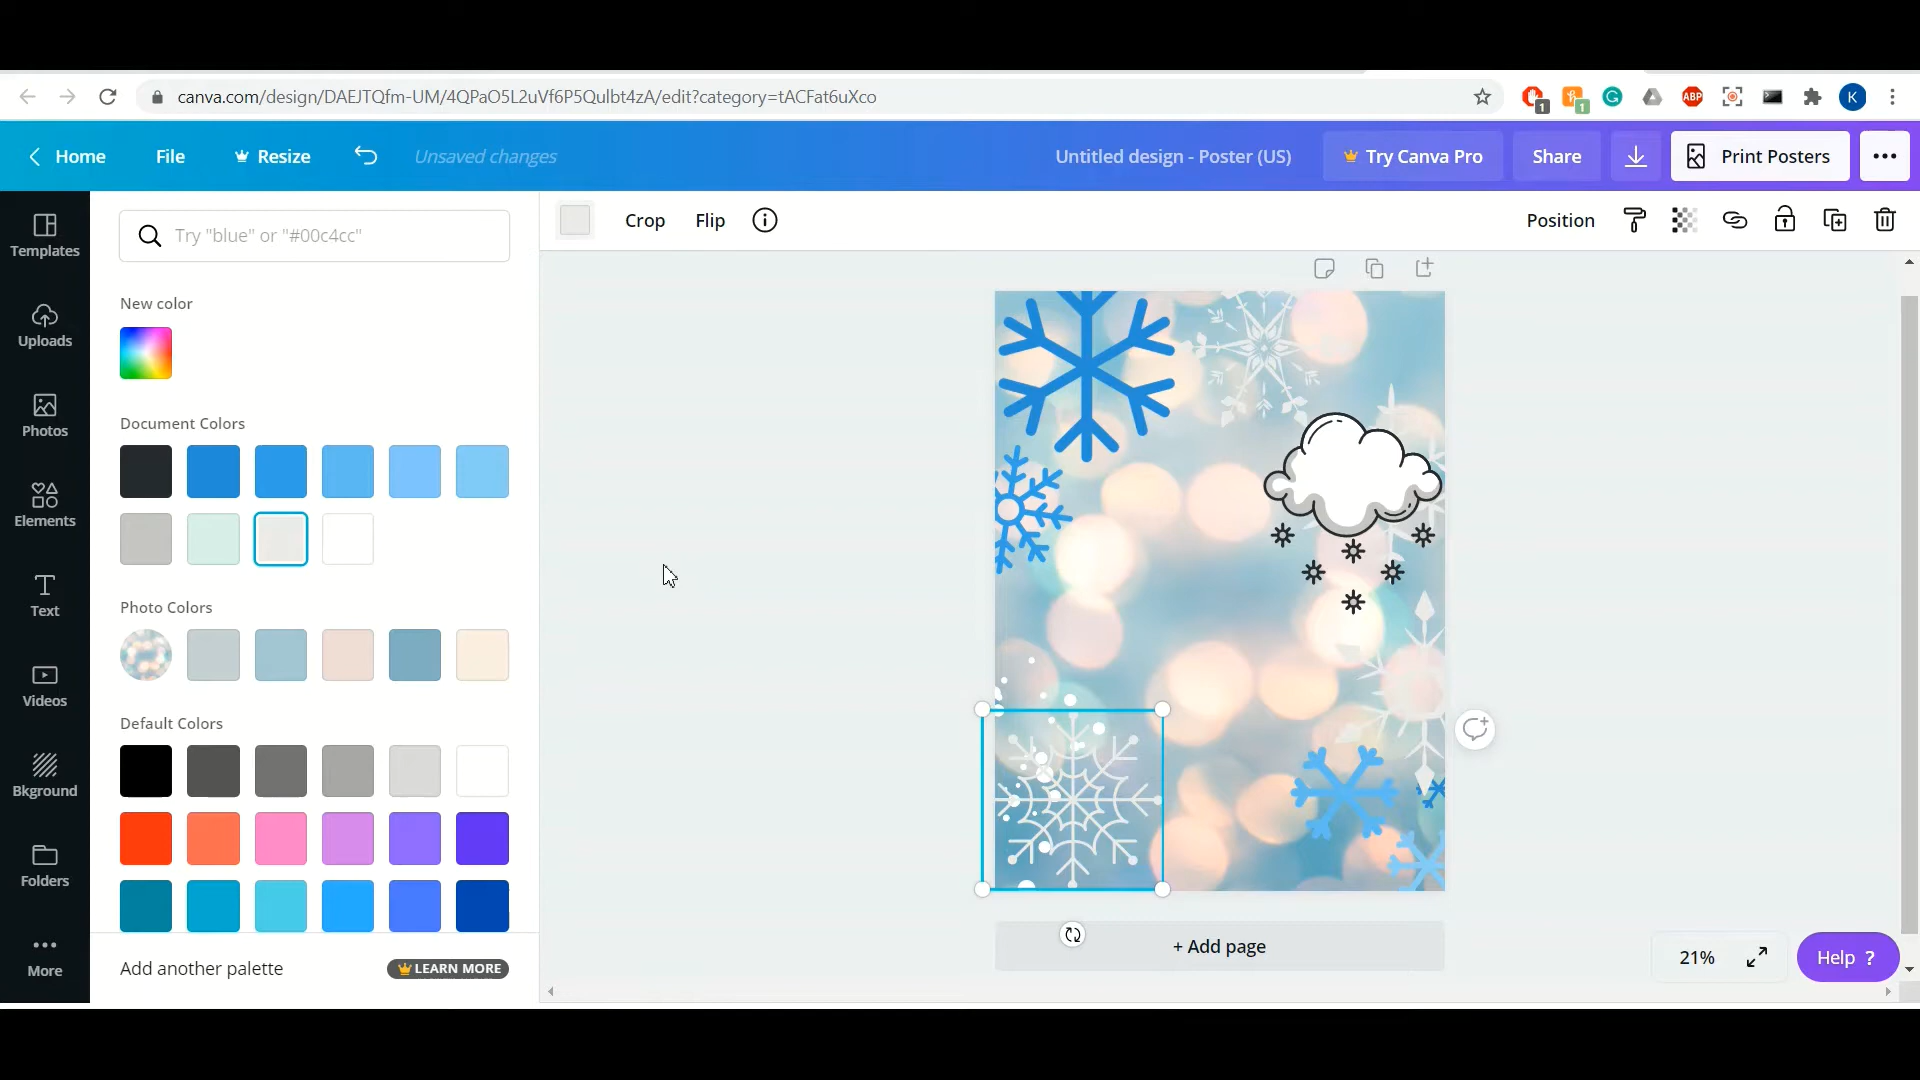 canva.com/design/DAEJTQfm-UM/4QPaO5L2uVf6P5Qulbt4zA/edit?category=tACFat6uXco
1
1
ABP
K
Home
File
Resize
Unsaved changes
Untitled design - Poster (US)
Try Canva Pro
Share
Print Posters
Templates
Uploads
Photos
Elements
Text
Videos
Bkground
Folders
More
Try "blue" or "#00c4cc"
New color
Document Colors
Photo Colors
Default Colors
Add another palette
LEARN MORE
Crop
Flip
Position
+ Add page
21%
Help ?